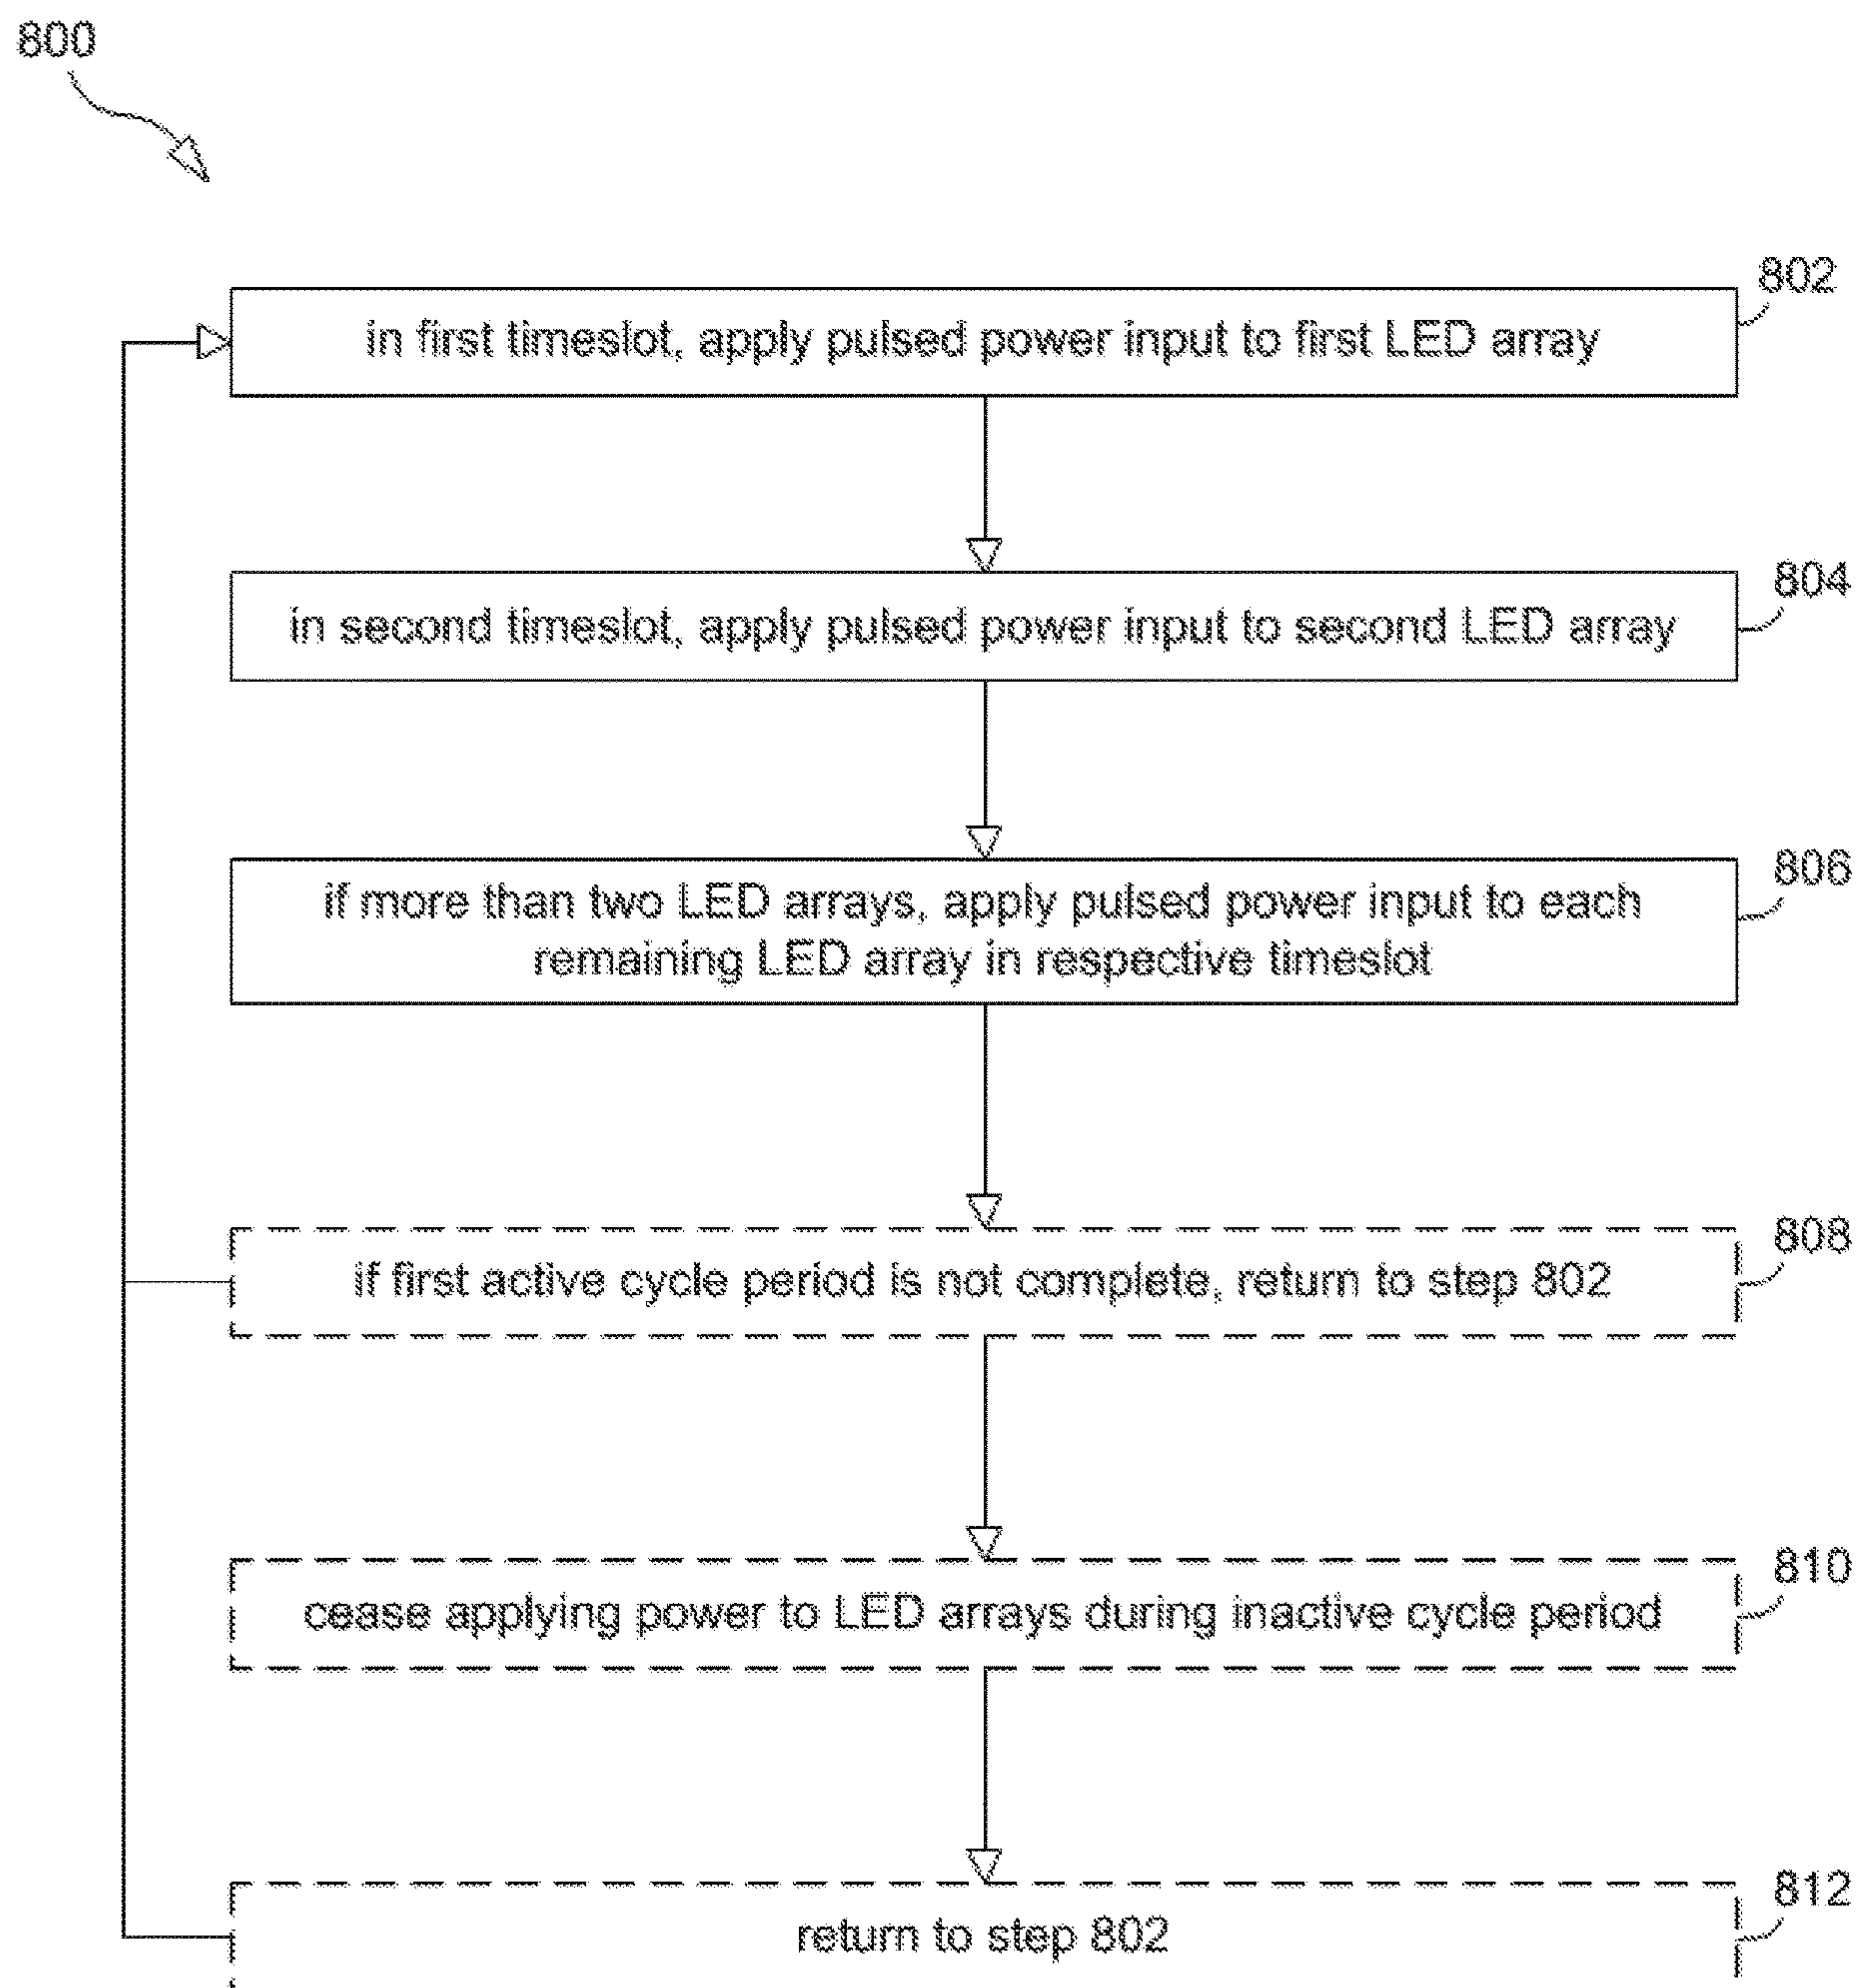 800
802
in first timeslot, apply pulsed power input to first LED array
804
in second timeslot, apply pulsed power input to second LED array
806
if more than two LED arrays, apply pulsed power input to each
remaining LED array in respective timeslot
808
if first active cycle period is not complete, return to step 802
810
cease applying power to LED arrays during inactive cycle period
812
return to step 802